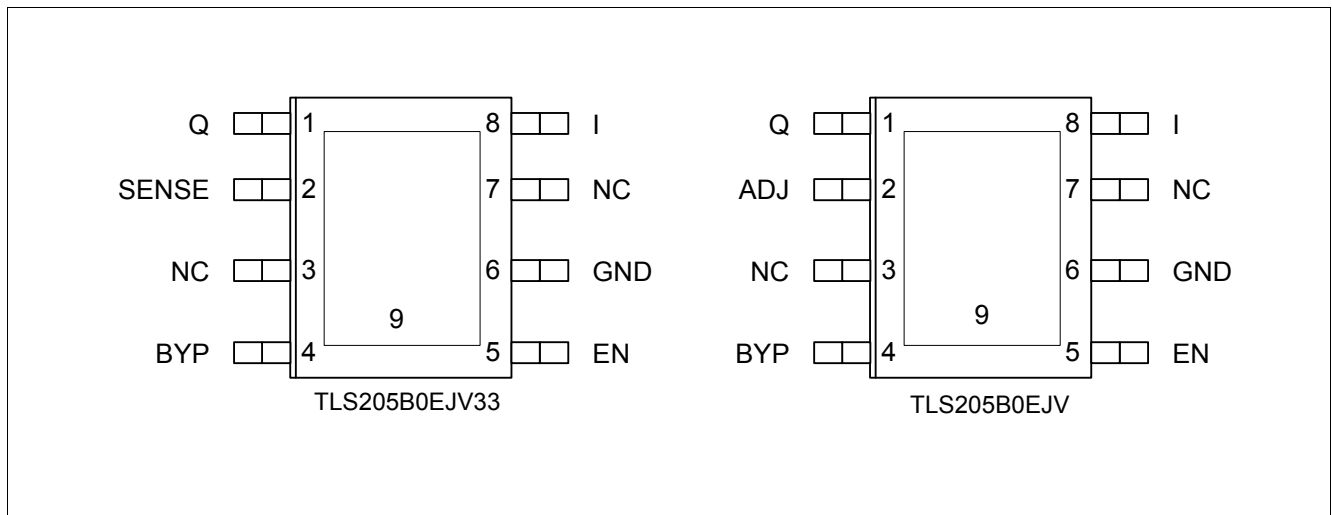 Q 1 8 I
SENSE 2 7 NC
NC 3 6 GND
9
BYP 4 5 EN
TLS205B0EJV33
Q 1 8 I
ADJ 2 7 NC
NC 3 6 GND
9
BYP 4 5 EN
TLS205B0EJV